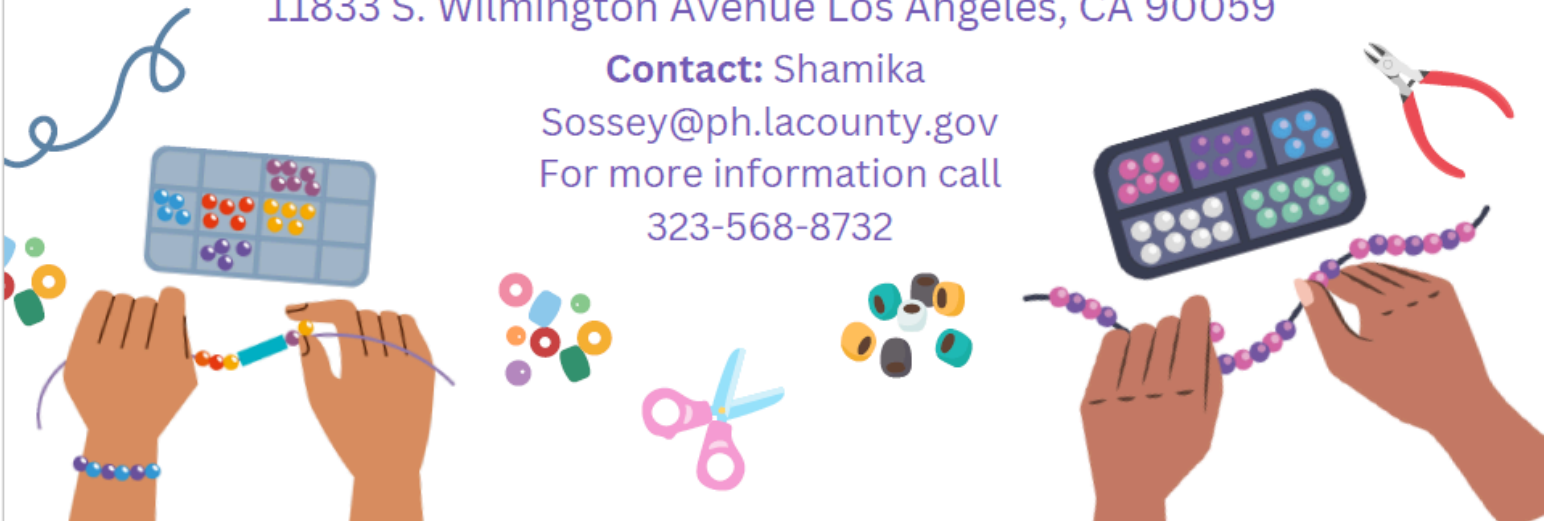 11833 S. Wilmington Avenue Los Angeles, CA 90059
Contact: Shamika
Sossey@ph.lacounty.gov
For more information call
323-568-8732